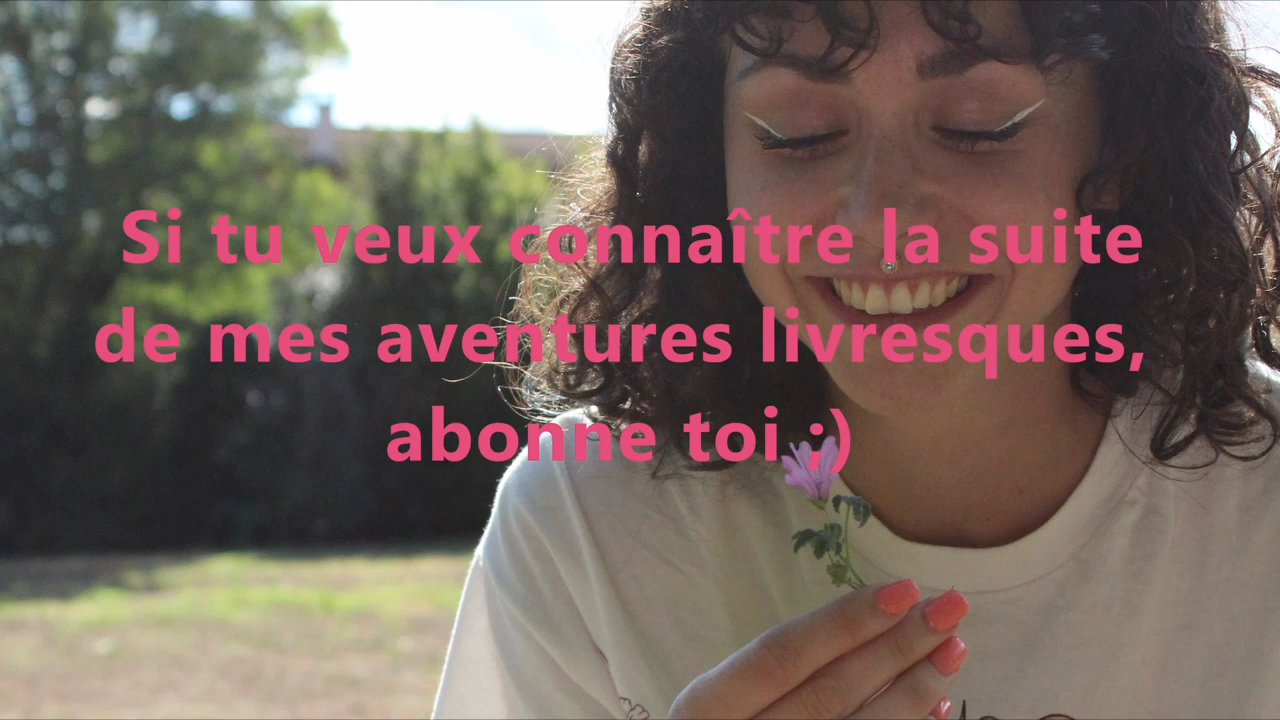 Si tu veux connaître la suite
de mes aventures livresques,
abonne toi ;)